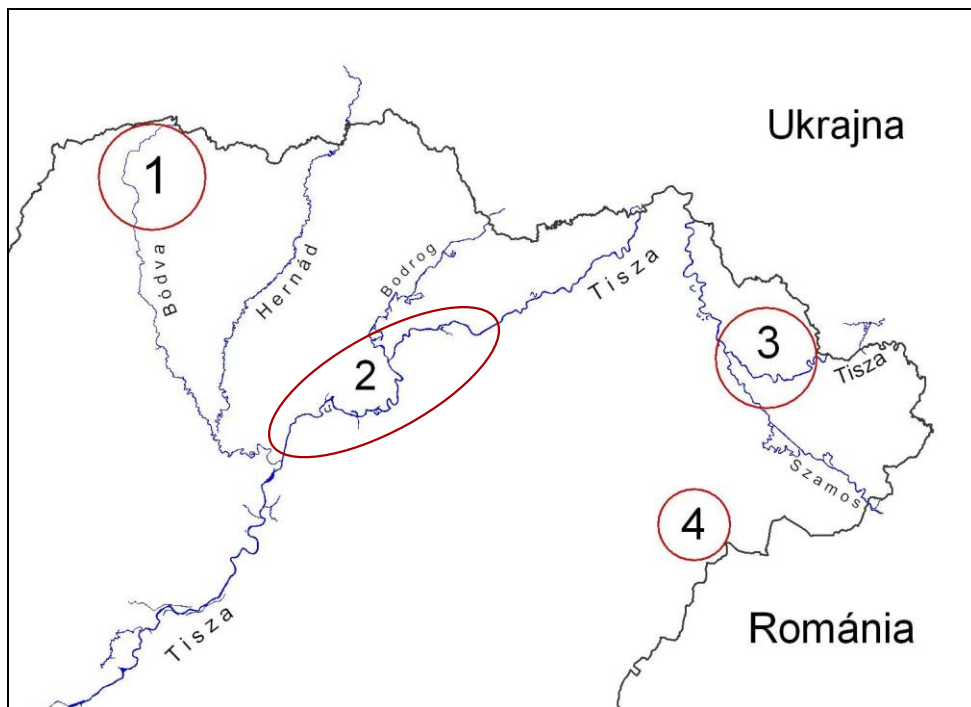 Ukrajna
1
Bódva
Hernád
Bodrog
Tisza
2
3
Tisza
Szamos
4
Tisza
Románia